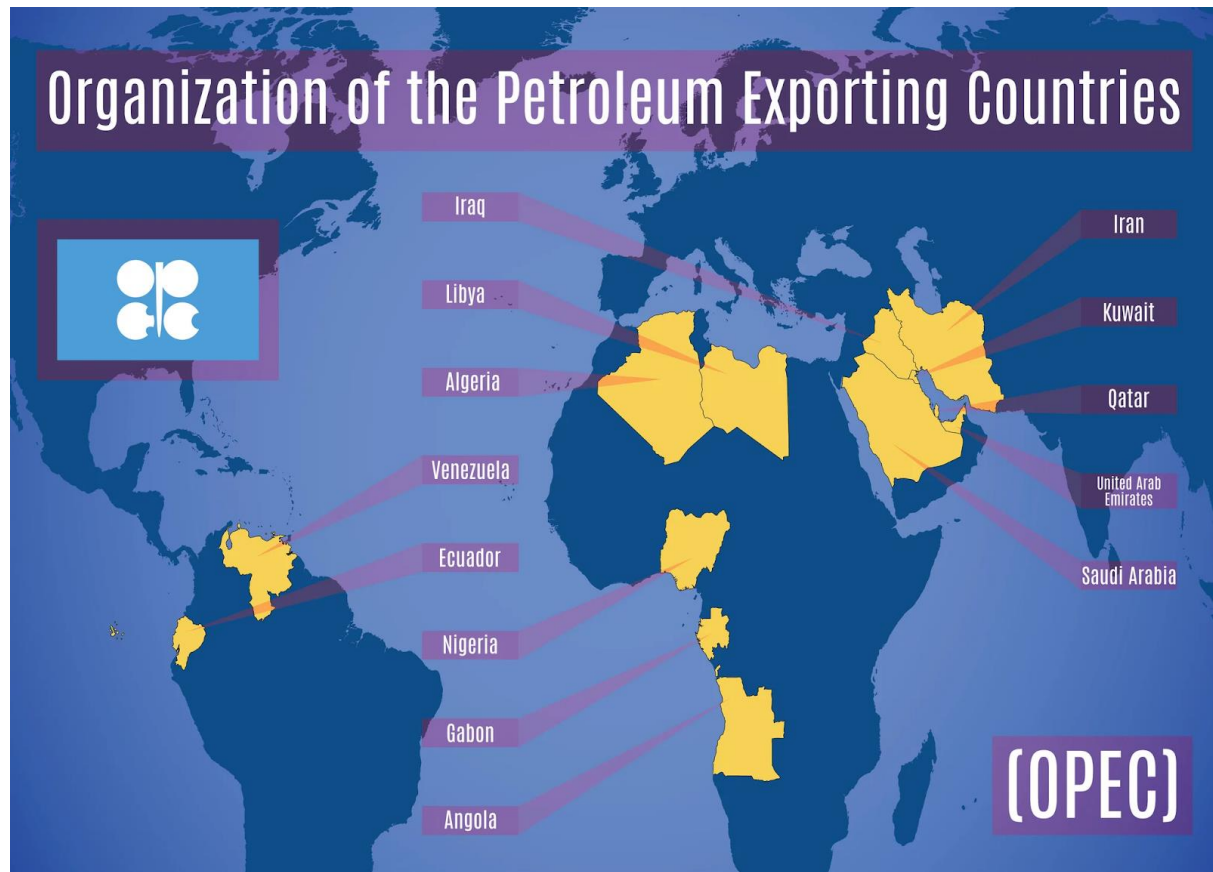 Organization of the Petroleum Exporting Countries
Iraq
Libya
Algeria
Venezuela
Ecuador
Nigeria
Gabon
Angola
Iran
Kuwait
Qatar
United Arab
Emirates
Saudi Arabia
(OPEC)